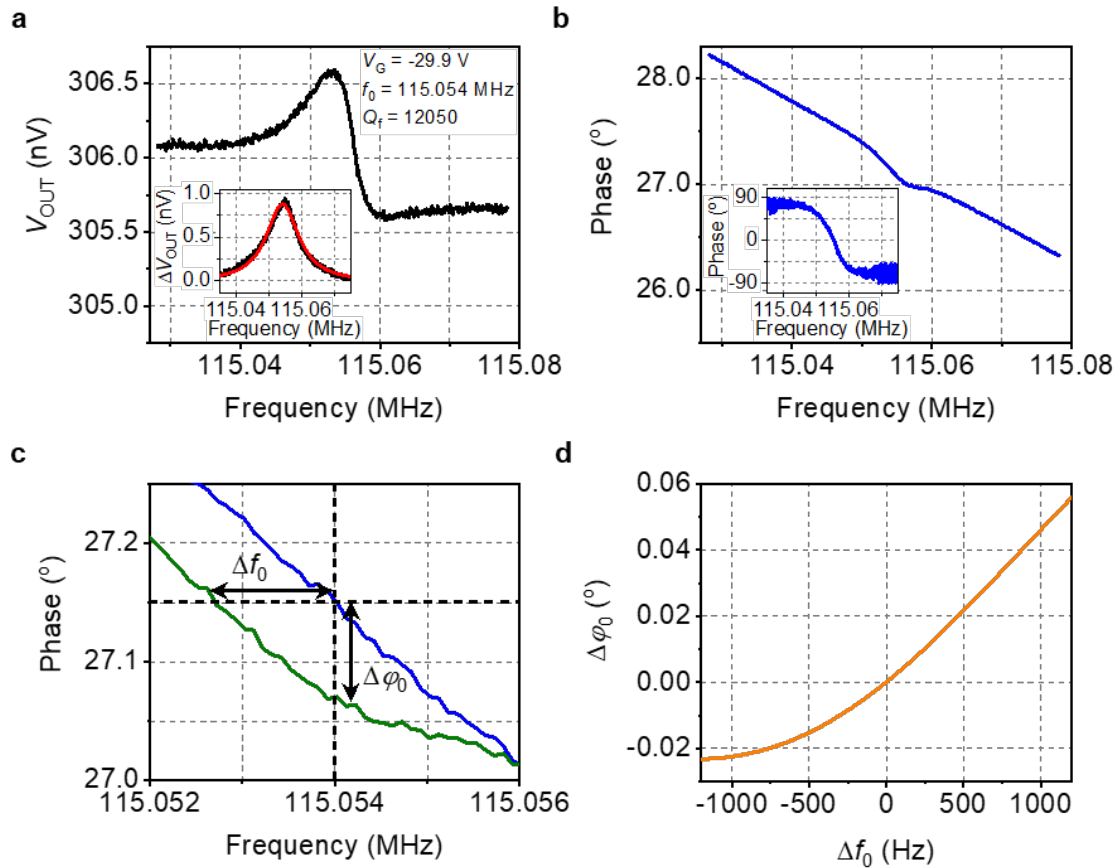 a
V_OUT (nV)
306.5
306.0
305.5
305.0
V_G = -29.9 V
f_0 = 115.054 MHz
Q_f = 12050
ΔV_OUT (nV)
1.0
0.5
0.0
115.04 115.06
Frequency (MHz)
115.04 115.06 115.08
Frequency (MHz)
b
Phase (°)
28.0
27.0
26.0
Phase (°)
90
0
-90
115.04 115.06
Frequency (MHz)
115.04 115.06 115.08
Frequency (MHz)
c
Phase (°)
27.2
27.1
27.0
Δf_0
Δφ_0
115.052 115.054 115.056
Frequency (MHz)
d
Δφ_0 (°)
0.06
0.04
0.02
0.00
-0.02
-1000 -500 0 500 1000
Δf_0 (Hz)